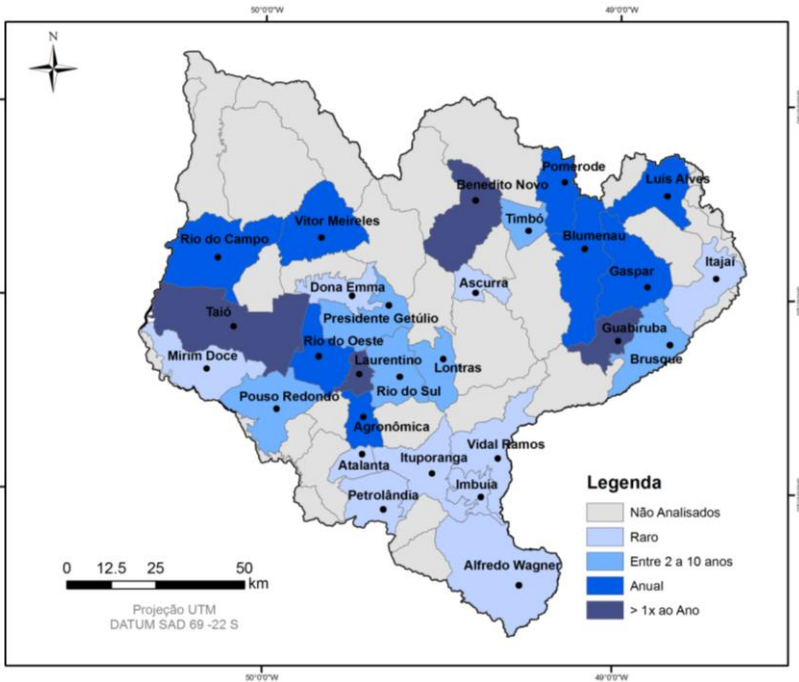 50°0'0"W
49°0'0"W
N
Pomerode
Benedito Novo
Luis Alves
Vitor Meireles
Timbó
Rio do Campo
Blumenau
Itajaí
Gaspar
Dona Emma
Ascurra
Taió
Presidente Getúlio
Guabiruba
Rio do Oeste
Mirim Doce
Laurentino
Brusque
Lontras
Pouso Redondo
Rio do Sul
Agronômica
Vidal Ramos
Atalanta
Ituporanga
Petrolândia
Imbuia
Alfredo Wagner
Legenda
Não Analisados
Raro
Entre 2 a 10 anos
Anual
> 1x ao Ano
0 12.5 25 50
km
Projeção UTM
DATUM SAD 69 -22 S
50°0'0"W
49°0'0"W